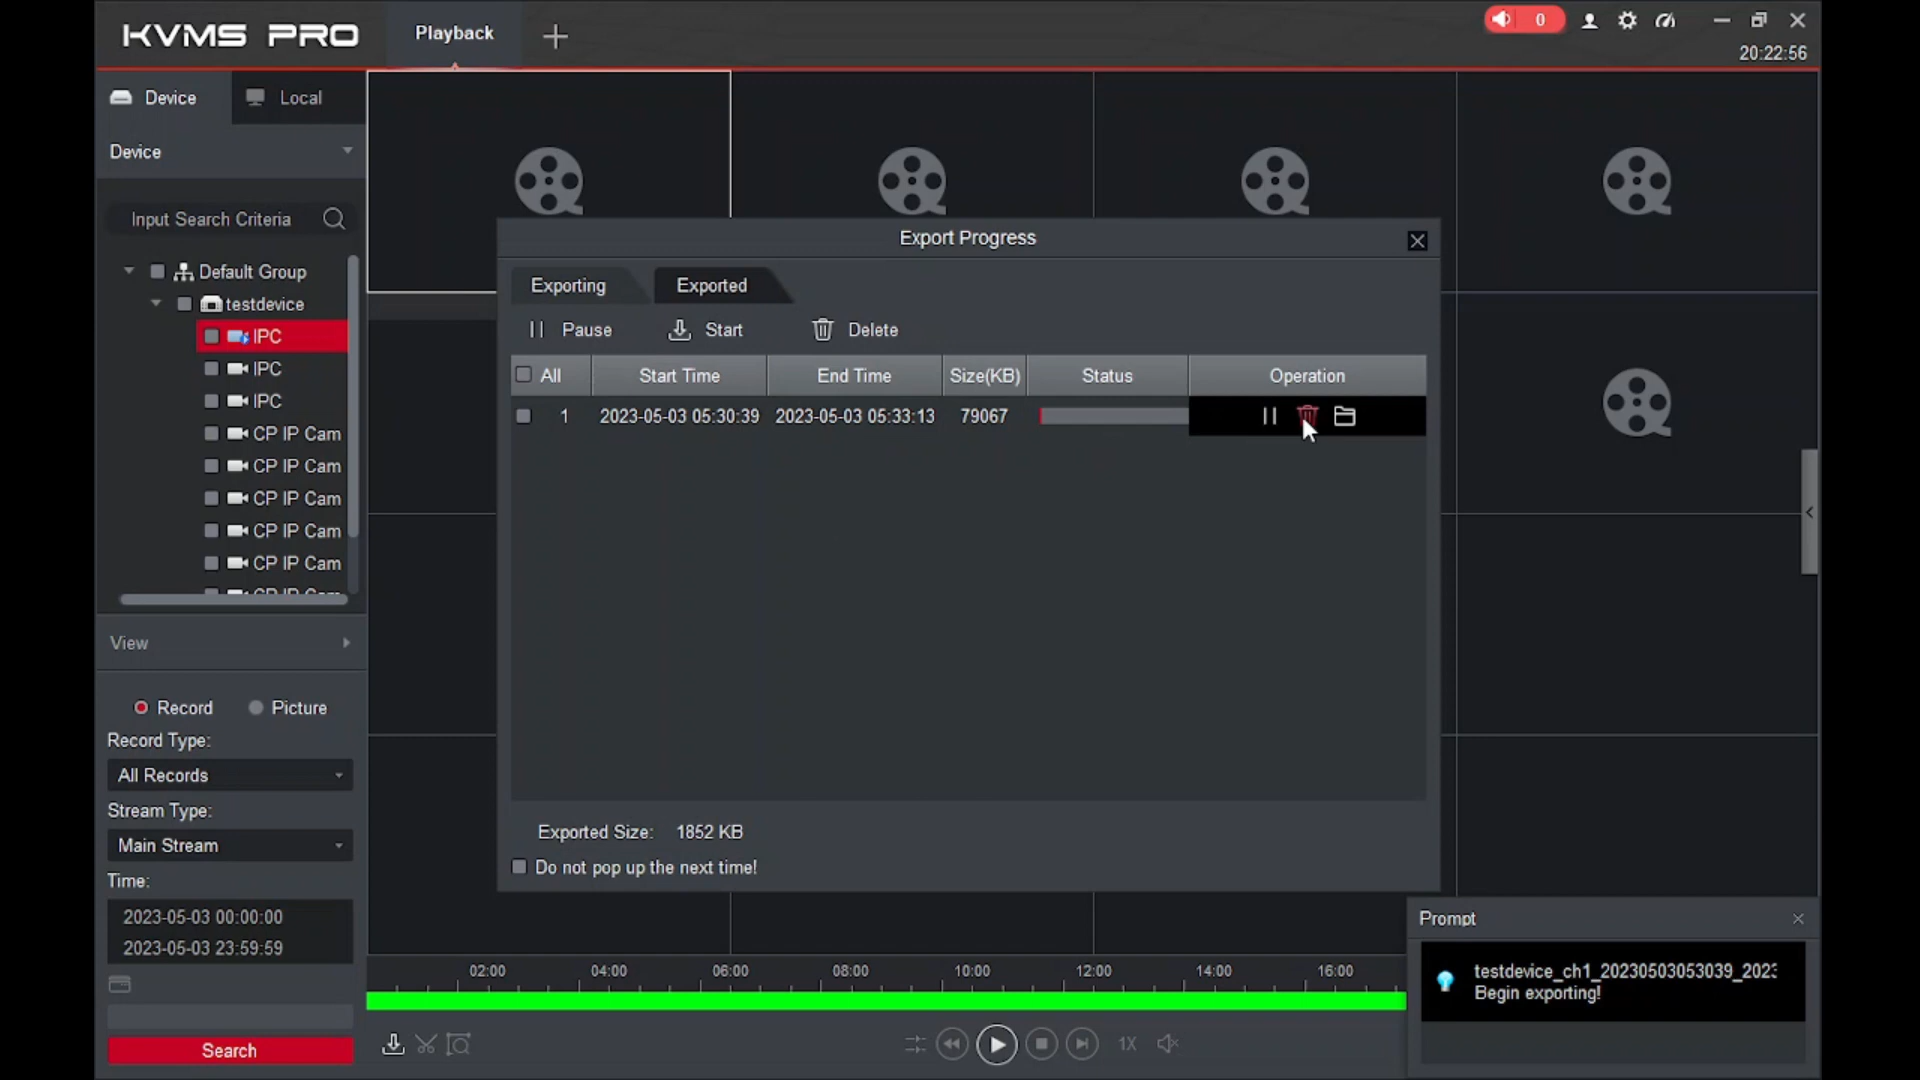 KVMS PRO
Playback
0
20:22:56
Device
Local
Device
Input Search Criteria
Default Group
testdevice
IPC
IPC
IPC
CP IP Cam
CP IP Cam
CP IP Cam
CP IP Cam
CP IP Cam
CP IP Cam
View
Record Picture
Record Type:
All Records
Stream Type:
Main Stream
Time:
2023-05-03 00:00:00
2023-05-03 23:59:59
Search
Export Progress
Exporting Exported
Pause Start Delete
All Start Time End Time Size(KB) Status Operation
1 2023-05-03 05:30:39 2023-05-03 05:33:13 79067
Exported Size: 1852 KB
Do not pop up the next time!
02:00 04:00 06:00 08:00 10:00 12:00 14:00 16:00
1X
Prompt
testdevice_ch1_20230503053039_2023
Begin exporting!